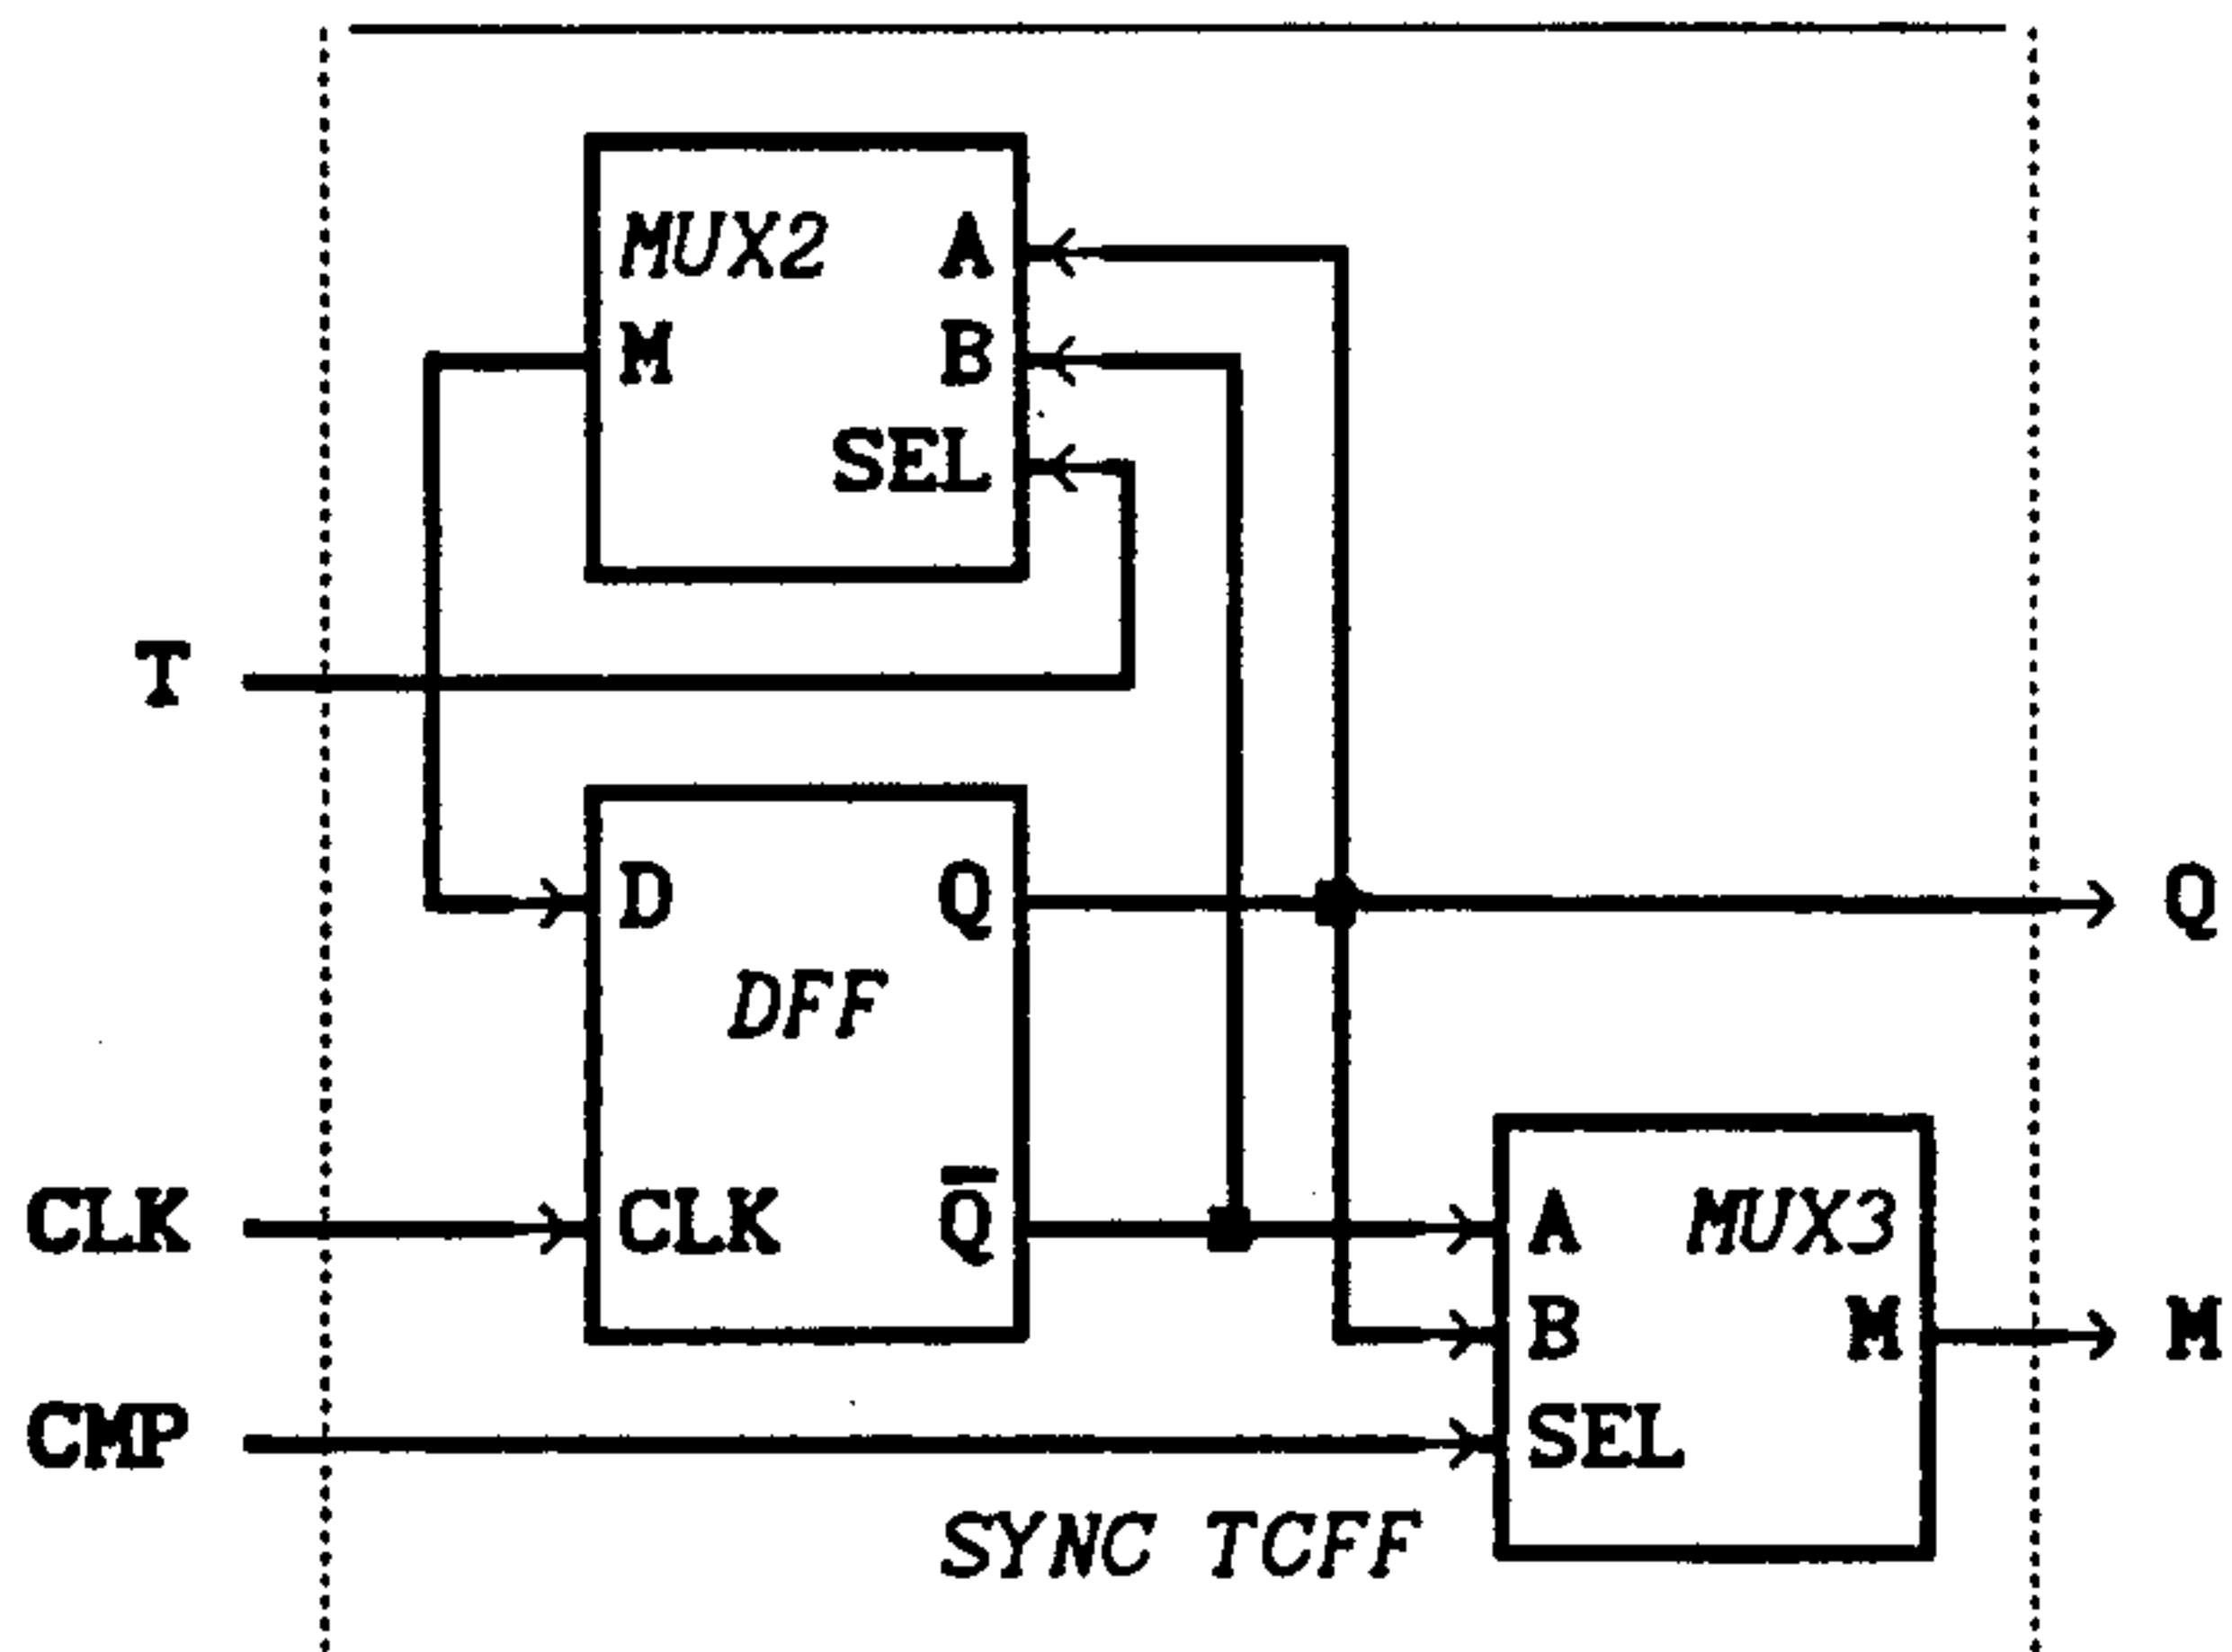 MUX2 A
M B
SEL
T
D Q Q
DFF
CLK CLK Q̅ A MUX3
B M M
CMP SEL
SYNC TCFF